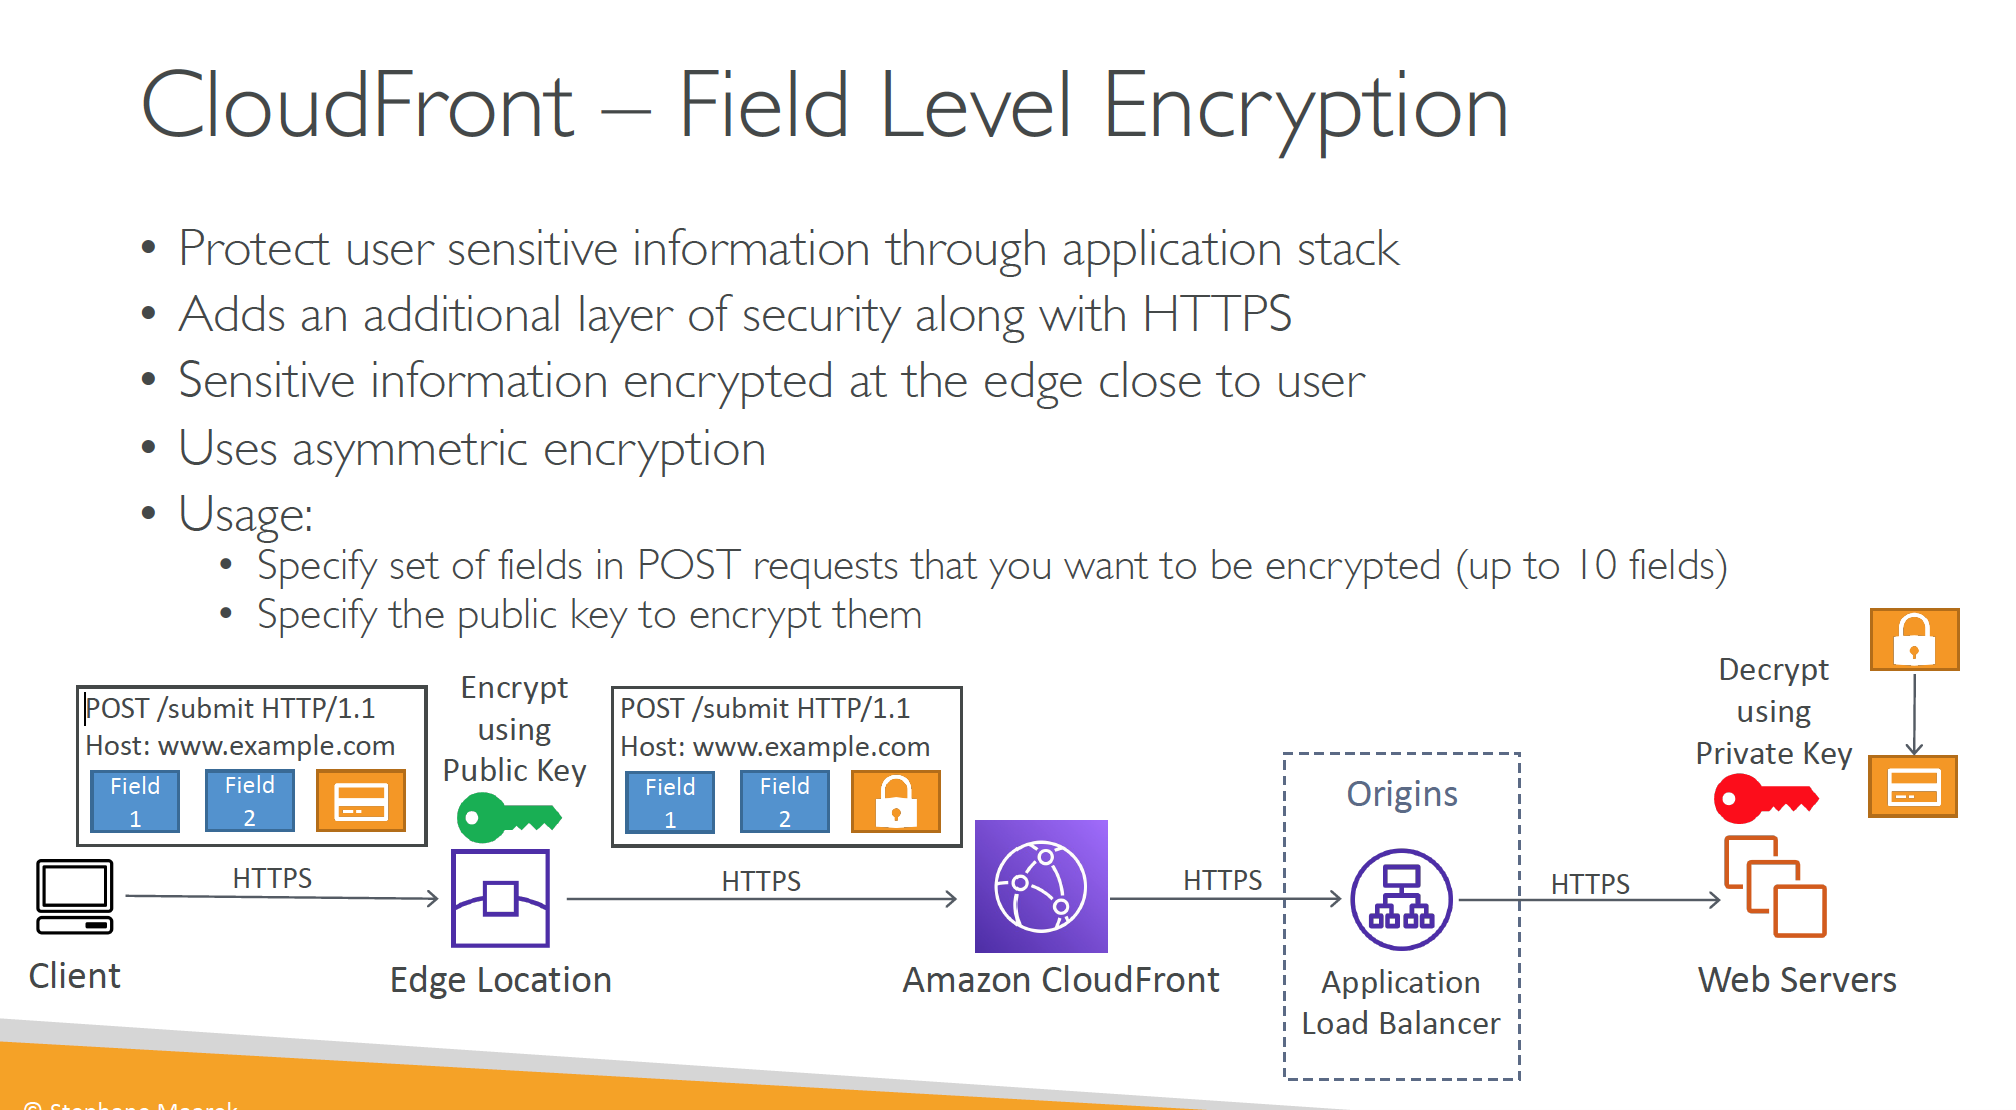 CloudFront – Field Level Encryption
• Protect user sensitive information through application stack
• Adds an additional layer of security along with HTTPS
• Sensitive information encrypted at the edge close to user
• Uses asymmetric encryption
• Usage:
• Specify set of fields in POST requests that you want to be encrypted (up to 10 fields)
• Specify the public key to encrypt them
POST /submit HTTP/1.1
Host: www.example.com
Field
1
Field
2
Encrypt
using
Public Key
POST /submit HTTP/1.1
Host: www.example.com
Field
1
Field
2
Origins
Decrypt
using
Private Key
HTTPS
HTTPS
HTTPS
HTTPS
Client
Edge Location
Amazon CloudFront
Application
Load Balancer
Web Servers